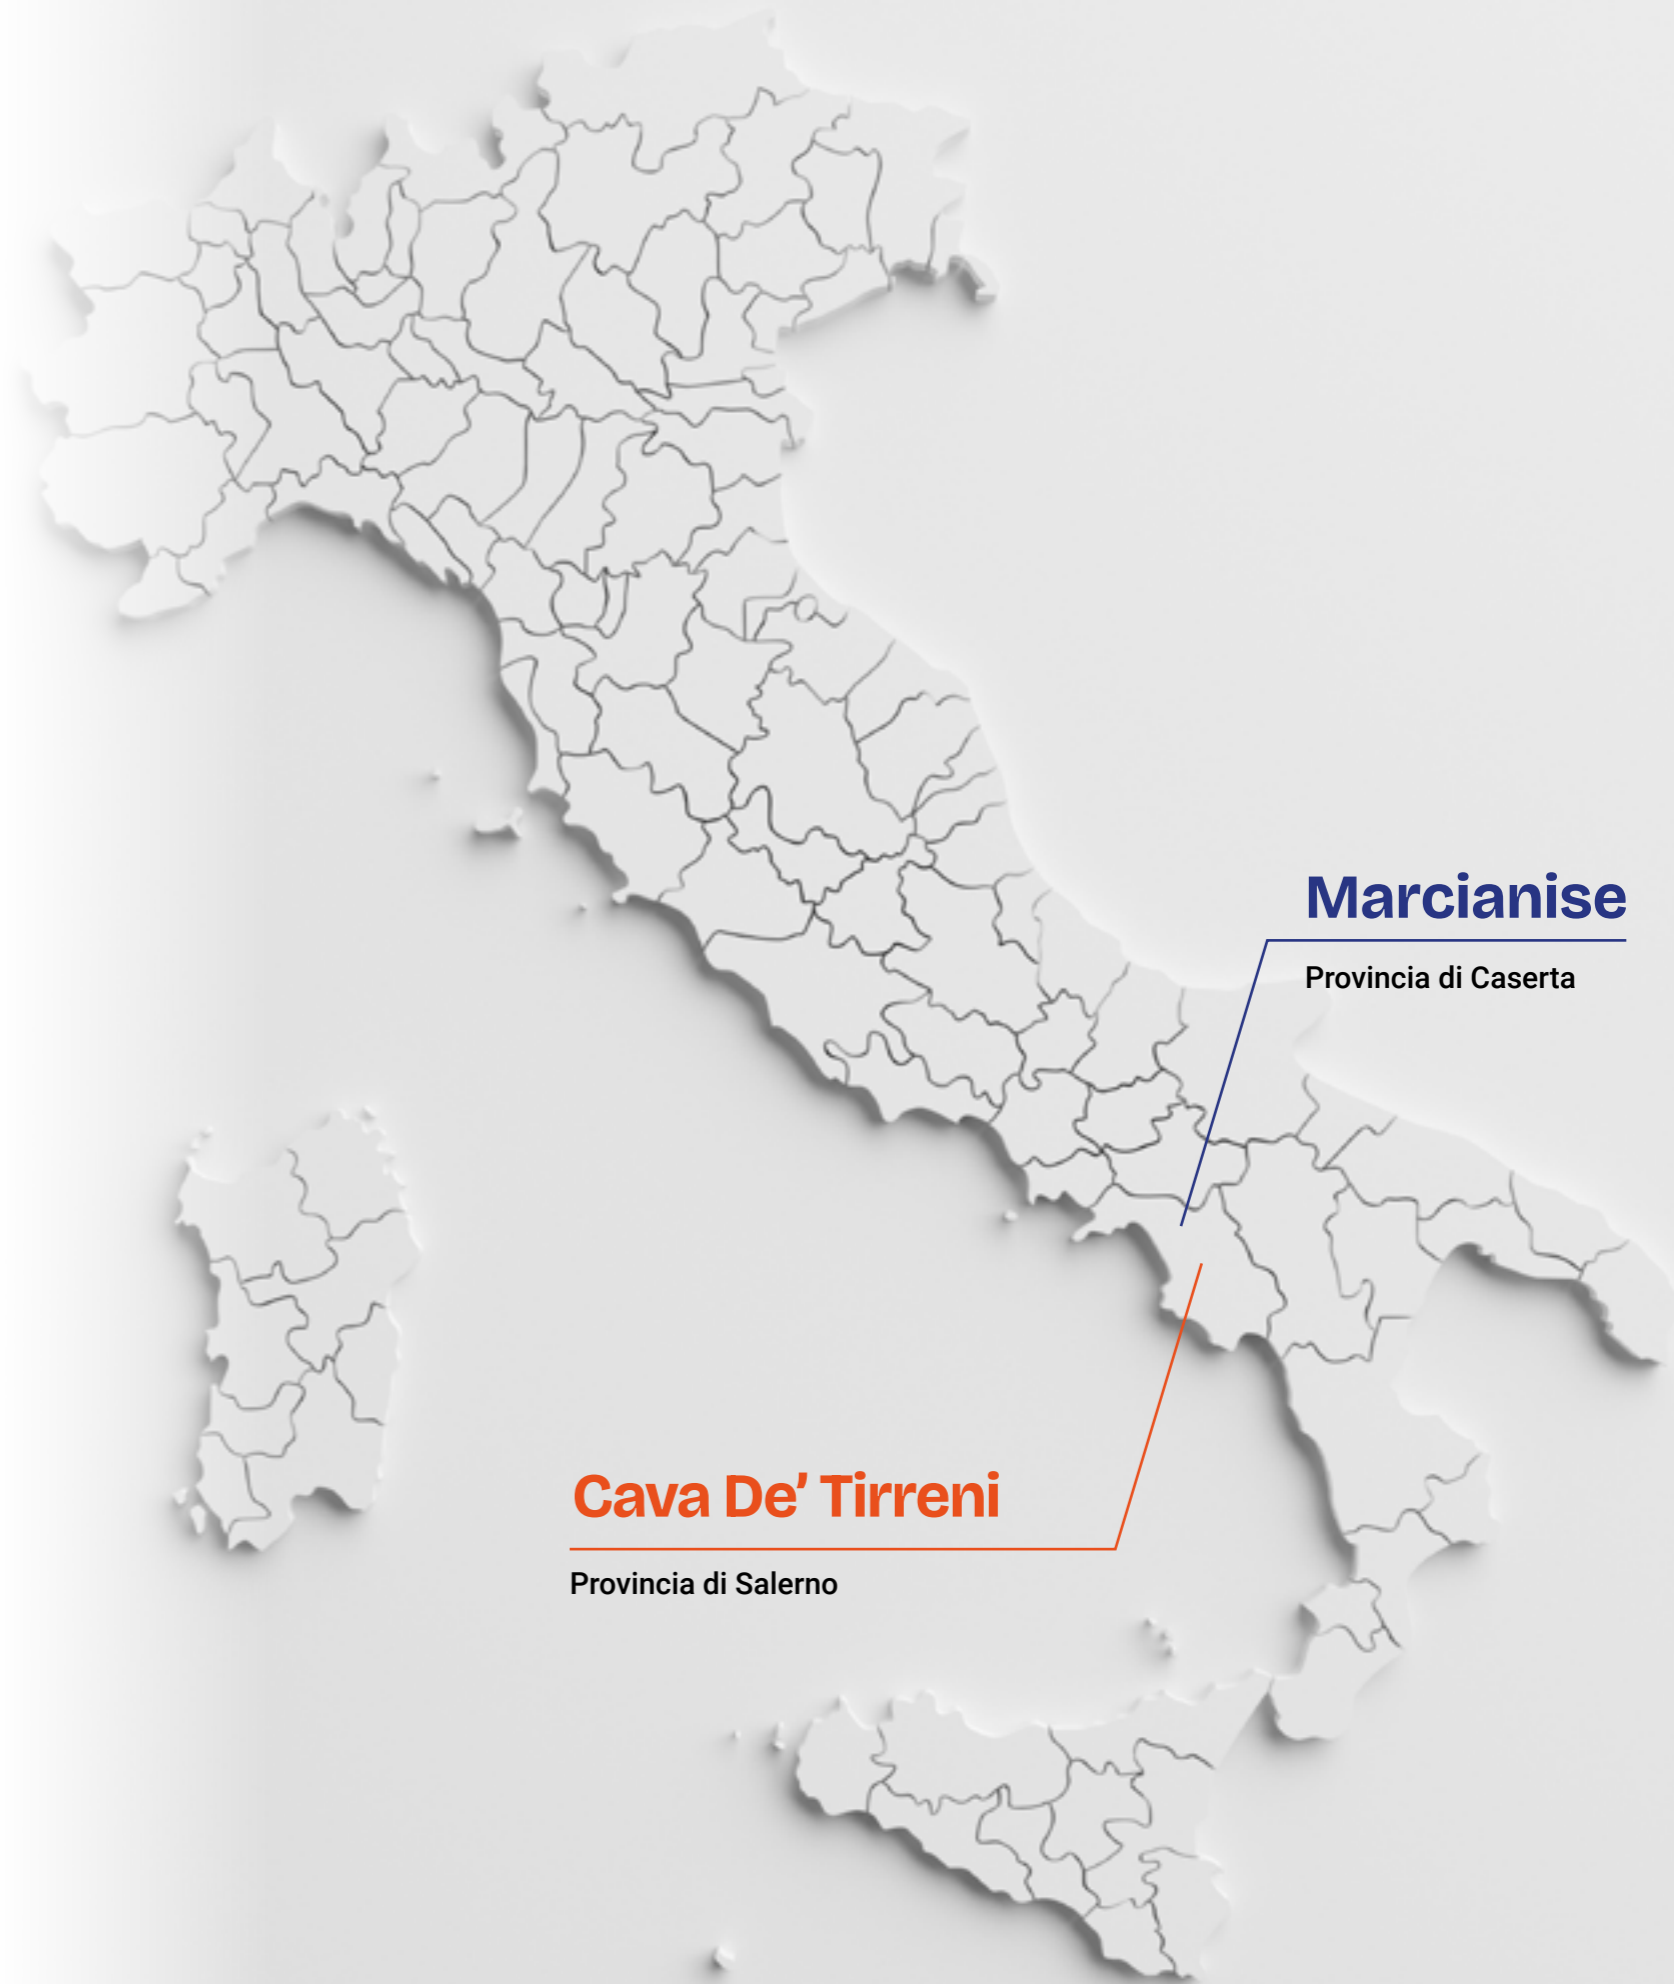 Marcianise
Provincia di Caserta
Cava De’ Tirreni
Provincia di Salerno